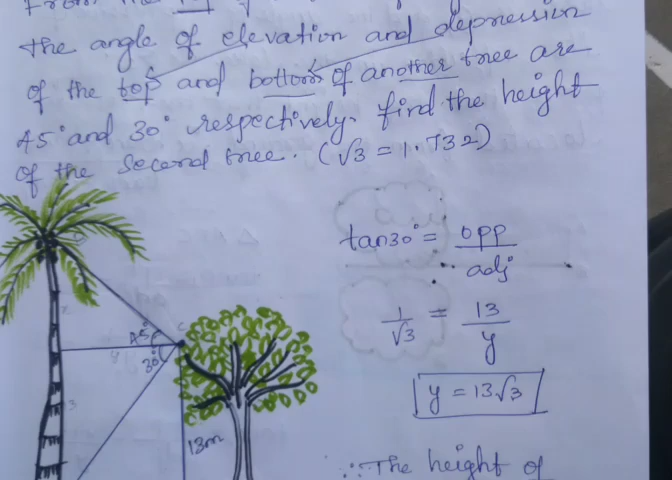 From the
the angle of elevation and depression
of the top and bottom of another tree are
45° and 30° respectively. find the height
of the second tree. (√3 = 1.732)
tan30° = opp
adj
1 = 13
√3 y
y = 13√3
45°
30°
y
C
13m
∴ The height of